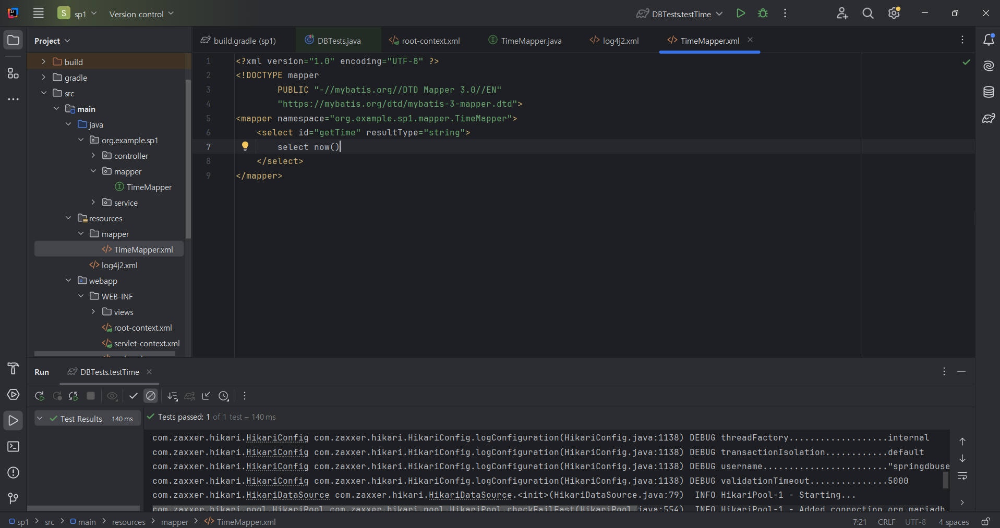 S sp1 Version control DBTests.testTime
Project
build.gradle (sp1) DBTests.java root-context.xml TimeMapper.java log4j2.xml TimeMapper.xml
build
gradle
src
main
java
org.example.sp1
controller
mapper
TimeMapper
service
resources
mapper
TimeMapper.xml
log4j2.xml
webapp
WEB-INF
views
root-context.xml
servlet-context.xml
1 <?xml version="1.0" encoding="UTF-8" ?>
2 <!DOCTYPE mapper
3 PUBLIC "-//mybatis.org//DTD Mapper 3.0//EN"
4 "https://mybatis.org/dtd/mybatis-3-mapper.dtd">
5 <mapper namespace="org.example.sp1.mapper.TimeMapper">
6 <select id="getTime" resultType="string">
7 select now()
8 </select>
9 </mapper>
Run DBTests.testTime
Test Results 140 ms
Tests passed: 1 of 1 test – 140 ms
com.zaxxer.hikari.HikariConfig com.zaxxer.hikari.HikariConfig.logConfiguration(HikariConfig.java:1138) DEBUG threadFactory...................internal
com.zaxxer.hikari.HikariConfig com.zaxxer.hikari.HikariConfig.logConfiguration(HikariConfig.java:1138) DEBUG transactionIsolation............default
com.zaxxer.hikari.HikariConfig com.zaxxer.hikari.HikariConfig.logConfiguration(HikariConfig.java:1138) DEBUG username........................"springdbuse
com.zaxxer.hikari.HikariConfig com.zaxxer.hikari.HikariConfig.logConfiguration(HikariConfig.java:1138) DEBUG validationTimeout...............5000
com.zaxxer.hikari.HikariDataSource com.zaxxer.hikari.HikariDataSource.<init>(HikariDataSource.java:79) INFO HikariPool-1 - Starting...
com.zaxxer.hikari.pool.HikariPool com.zaxxer.hikari.pool.HikariPool.checkFailFast(HikariPool.java:554) INFO HikariPool-1 - Added connection org.mariadb.
sp1 > src > main > resources > mapper > TimeMapper.xml
7:21 CRLF UTF-8 4 spaces